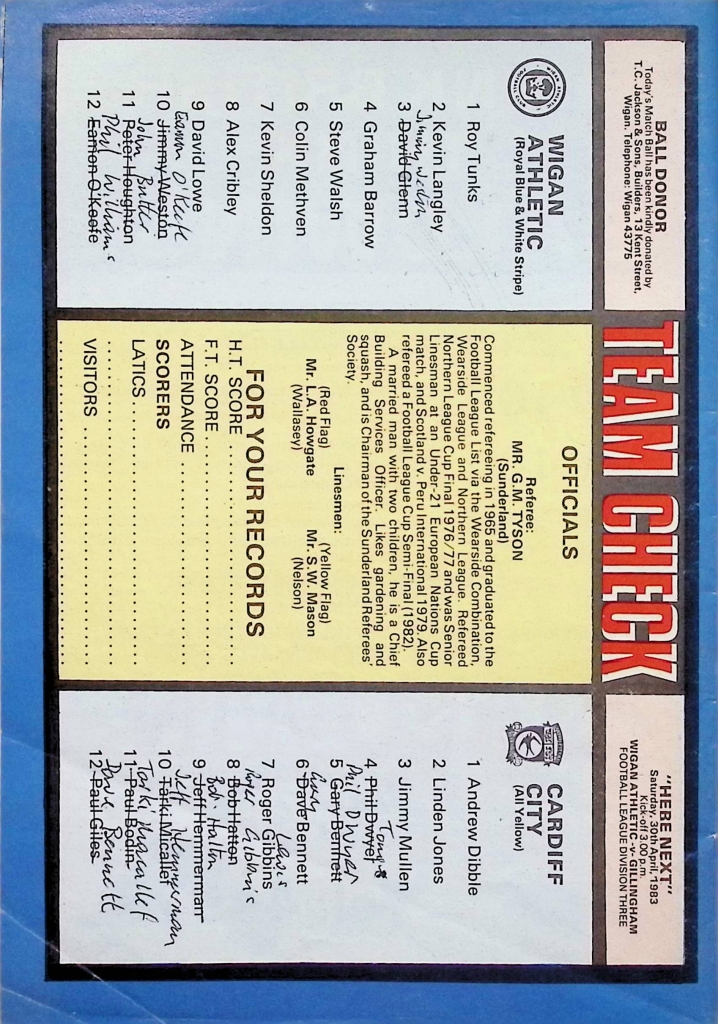 BALL DONOR
Today's Match Ball has been kindly donated by
T.C. Jackson & Sons, Builders, 13 Kent Street,
Wigan. Telephone: Wigan 43775
TEAM CHECK
"HERE NEXT"
Saturday, 30th April, 1983
Kick-off 3.00 p.m.
WIGAN ATHLETIC -v- GILLINGHAM
FOOTBALL LEAGUE DIVISION THREE
WIGAN
ATHLETIC
(Royal Blue & White Stripe)
1 Roy Tunks
2 Kevin Langley
Jimmy Weston
3 David Glenn
4 Graham Barrow
5 Steve Walsh
6 Colin Methven
7 Kevin Sheldon
8 Alex Cribley
9 David Lowe
Eamon O'Keefe
10 Jimmy Weston
John Butler
11 Peter Houghton
Phil Williams
12 Eamon O'Keefe
OFFICIALS
Referee:
MR. G.M. TYSON
(Sunderland)
Commenced refereeing in 1965 and graduated to the
Football League List via the Wearside Combination,
Wearside League and Northern League. Refereed
Northern League Cup Final 1976/77 and was Senior
Linesman at an Under-21 European Nations Cup
match, and Scotland v. Peru International 1979. Also
refereed a Football League Cup Semi-Final (1982).
A married man with two children, he is a Chief
Building Services Officer. Likes gardening and
squash, and is Chairman of the Sunderland Referees'
Society.
Linesmen:
(Red Flag) (Yellow Flag)
Mr. L.A. Howgate Mr. S.W. Mason
(Wallasey) (Nelson)
FOR YOUR RECORDS
H.T. SCORE
F.T. SCORE
ATTENDANCE
SCORERS
LATICS
VISITORS
CARDIFF
CITY
(All Yellow)
1 Andrew Dibble
2 Linden Jones
3 Jimmy Mullen
4 Phil Dwyer
Phil Dwyer
5 Gary Bennett
Gary
6 Dave Bennett
Lewis
7 Roger Gibbins
Roger Gibbins
8 Bob Hatton
Bob Hatton
9 Jeff Hemmerman
Jeff Hemmerman
10 Tarki Micallef
Tarki Micallef
11 Paul Bodin
Dave Bennett
12 Paul Giles